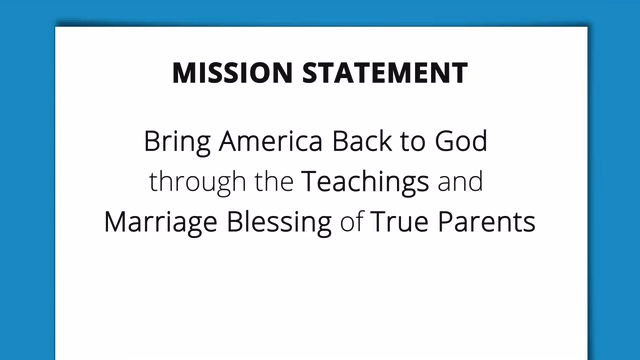 MISSION STATEMENT
Bring America Back to God
through the Teachings and
Marriage Blessing of True Parents